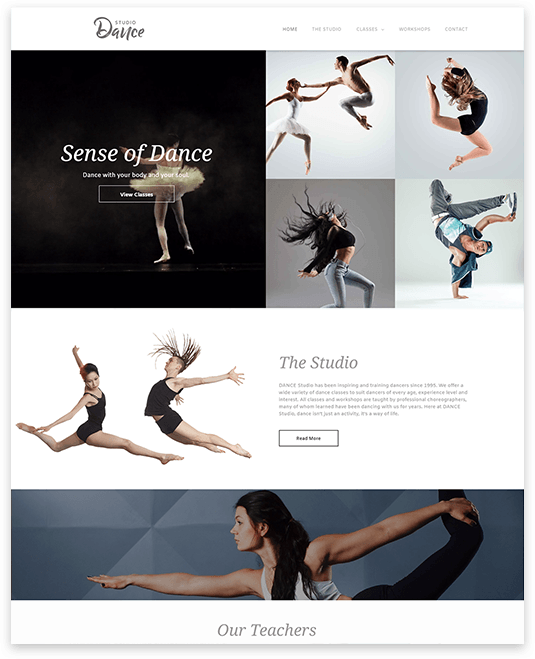 STUDIO
Dance
HOME THE STUDIO CLASSES WORKSHOPS CONTACT
Sense of Dance
Dance with your body and your soul.
View Classes
The Studio
DANCE Studio has been inspiring and training dancers since 1995. We offer a
wide variety of dance classes to suit dancers of every age, experience level and
interest. All classes and workshops are taught by professional choreographers,
many of whom learned have been dancing with us for years. Here at DANCE
Studio, dance isn't just an activity, it's a way of life.
Read More
Our Teachers